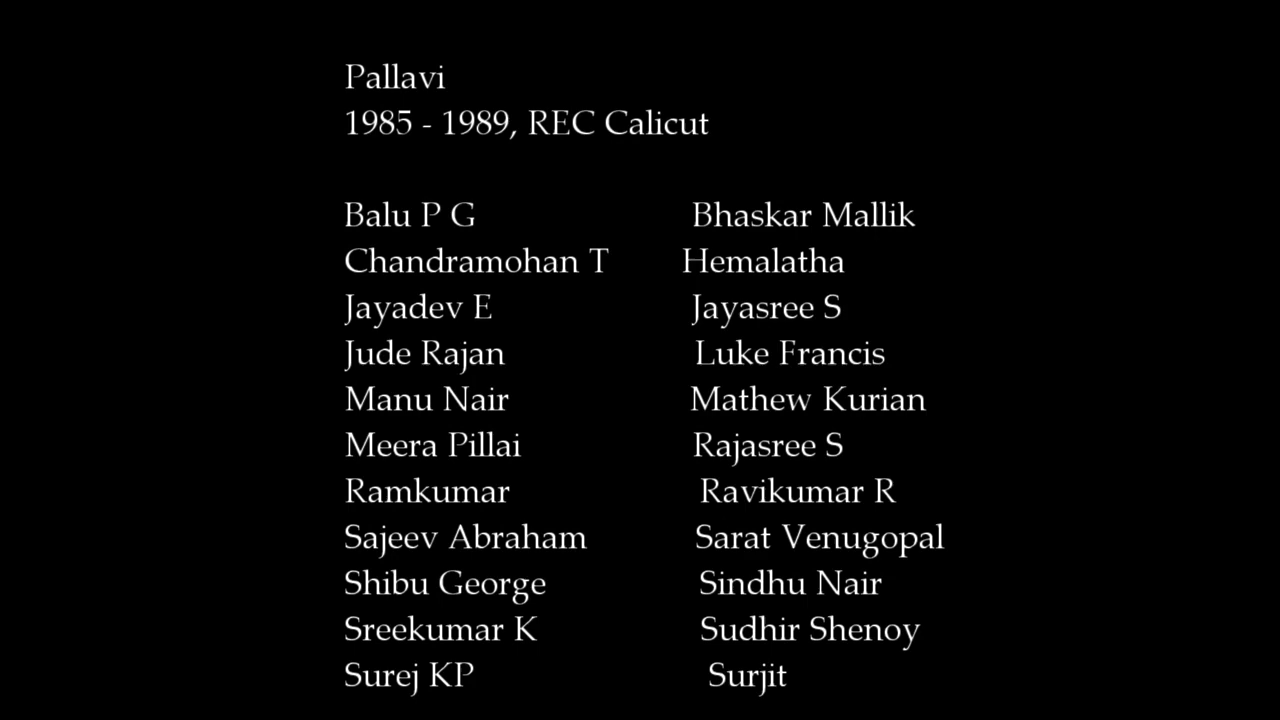 Pallavi
1985 - 1989, REC Calicut
Balu P G Bhaskar Mallik
Chandramohan T Hemalatha
Jayadev E Jayasree S
Jude Rajan Luke Francis
Manu Nair Mathew Kurian
Meera Pillai Rajasree S
Ramkumar Ravikumar R
Sajeev Abraham Sarat Venugopal
Shibu George Sindhu Nair
Sreekumar K Sudhir Shenoy
Surej KP Surjit